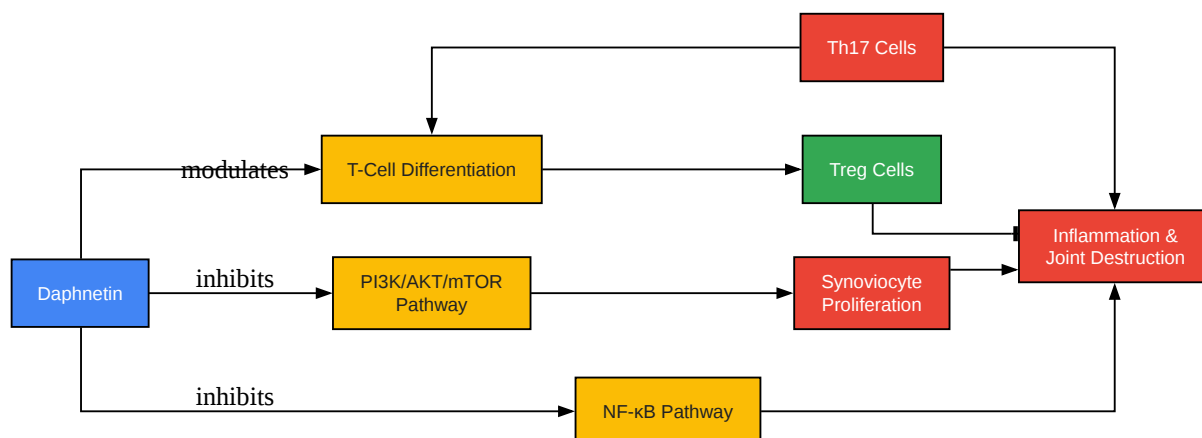 Th17 Cells
modulates
T-Cell Differentiation
Treg Cells
Inflammation &
Joint Destruction
Daphnetin
inhibits
PI3K/AKT/mTOR
Pathway
Synoviocyte
Proliferation
inhibits
NF-κB Pathway